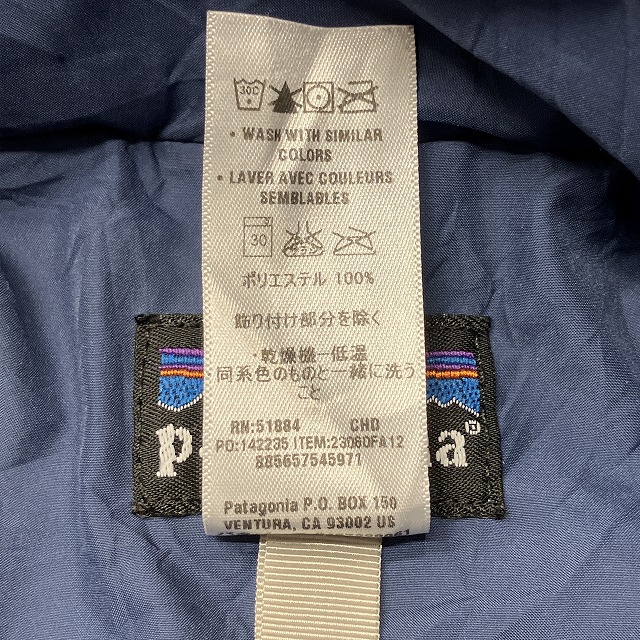 30C
• WASH WITH SIMILAR
COLORS
• LAVER AVEC COULEURS
SEMBLABLES
30
ポリエステル 100%
飾り付け部分を除く
・乾燥機一低温
・同系色のものと一緒に洗う
こと
RN:51884 CHD
PO:142235 ITEM:23060FA12
885657545971
Patagonia P.O. BOX 150
VENTURA, CA 93002 US